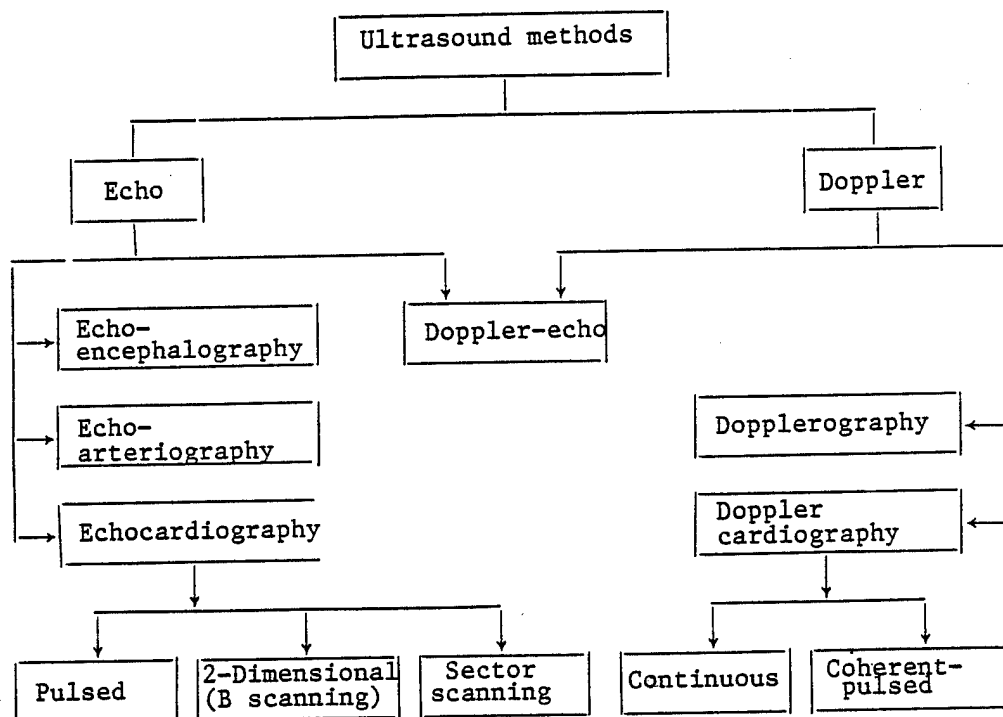 Ultrasound methods
Echo
Doppler
Doppler-echo
Echo-
encephalography
Echo-
arteriography
Dopplerography
Echocardiography
Doppler
cardiography
Pulsed
2-Dimensional
(B scanning)
Sector
scanning
Continuous
Coherent-
pulsed